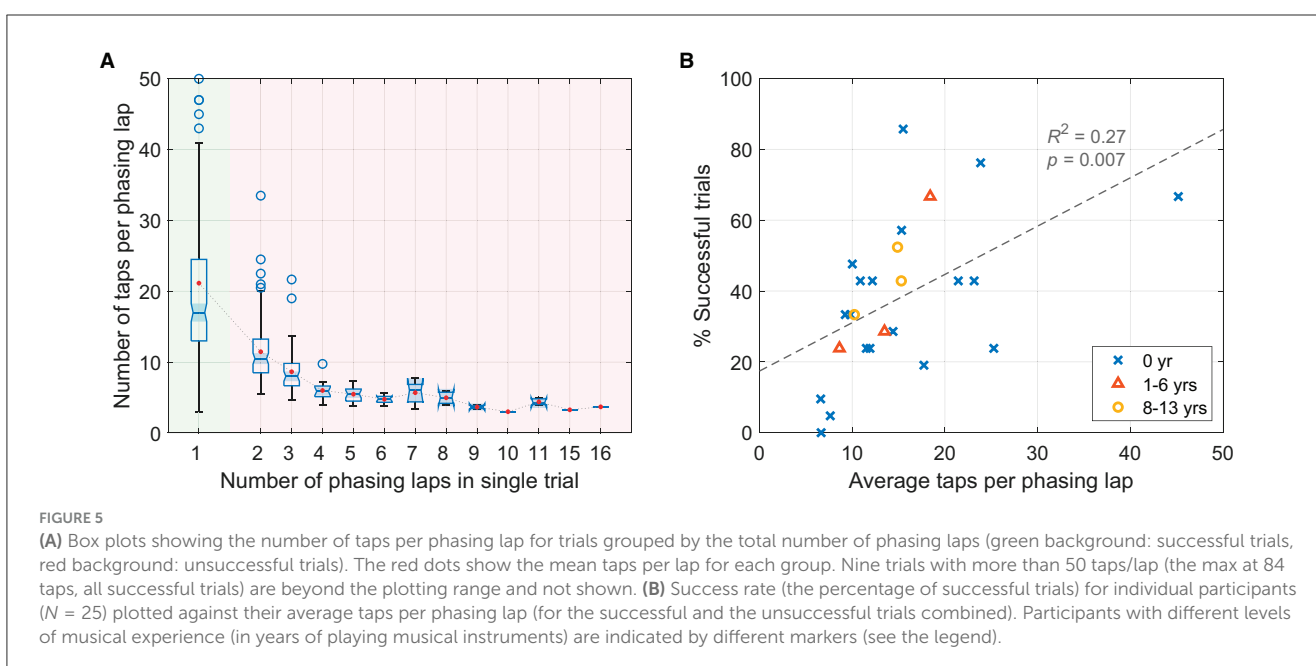 A
50
40
30
20
10
0
Number of taps per phasing lap
1 2 3 4 5 6 7 8 9 10 11 15 16
Number of phasing laps in single trial
B
100
80
60
40
20
0
% Successful trials
R² = 0.27
p = 0.007
0 yr
1-6 yrs
8-13 yrs
0 10 20 30 40 50
Average taps per phasing lap
FIGURE 5
(A) Box plots showing the number of taps per phasing lap for trials grouped by the total number of phasing laps (green background: successful trials,
red background: unsuccessful trials). The red dots show the mean taps per lap for each group. Nine trials with more than 50 taps/lap (the max at 84
taps, all successful trials) are beyond the plotting range and not shown. (B) Success rate (the percentage of successful trials) for individual participants
(N = 25) plotted against their average taps per phasing lap (for the successful and the unsuccessful trials combined). Participants with different levels
of musical experience (in years of playing musical instruments) are indicated by different markers (see the legend).